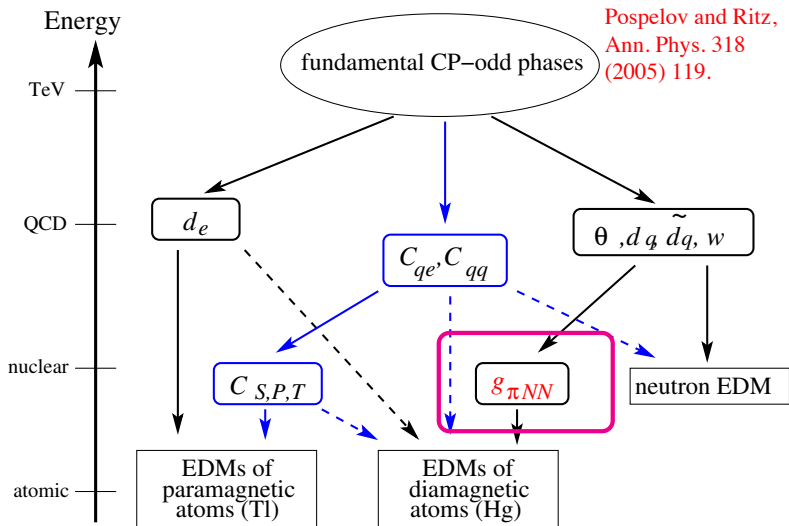 Energy
TeV
QCD
nuclear
atomic
fundamental CP−odd phases
Pospelov and Ritz,
Ann. Phys. 318
(2005) 119.
d_e
C_qe, C_qq
θ, d_q, d̃_q, w
C_S,P,T
g_πNN
neutron EDM
EDMs of
paramagnetic
atoms (Tl)
EDMs of
diamagnetic
atoms (Hg)